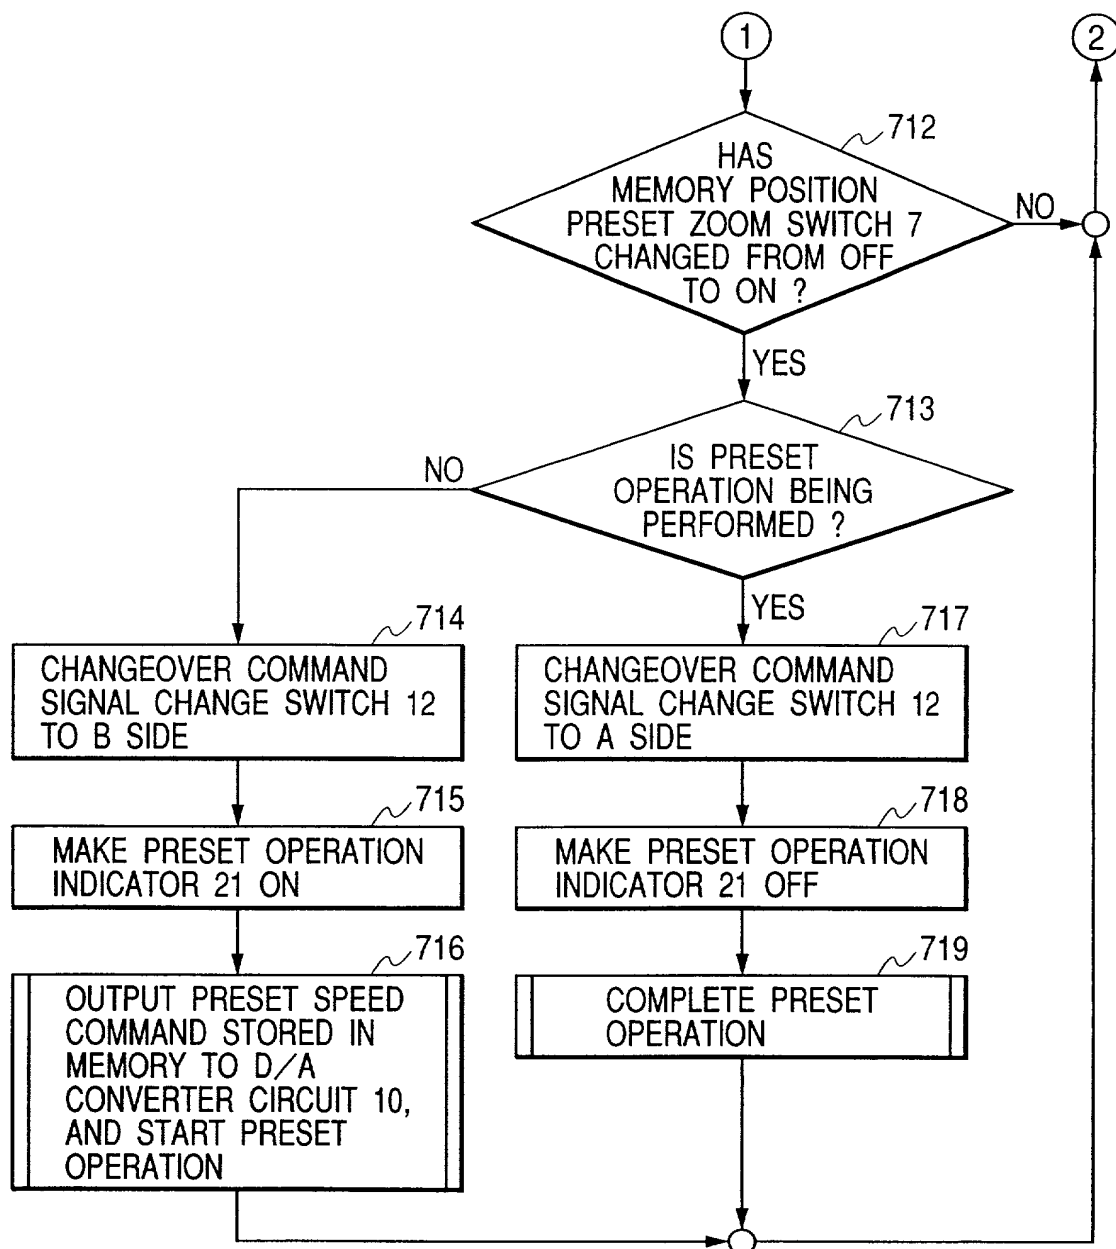 1
2
712
HAS
MEMORY POSITION
PRESET ZOOM SWITCH 7
CHANGED FROM OFF
TO ON ?
NO
YES
713
IS PRESET
OPERATION BEING
PERFORMED ?
NO
YES
714
CHANGEOVER COMMAND
SIGNAL CHANGE SWITCH 12
TO B SIDE
717
CHANGEOVER COMMAND
SIGNAL CHANGE SWITCH 12
TO A SIDE
715
MAKE PRESET OPERATION
INDICATOR 21 ON
718
MAKE PRESET OPERATION
INDICATOR 21 OFF
716
OUTPUT PRESET SPEED
COMMAND STORED IN
MEMORY TO D/A
CONVERTER CIRCUIT 10,
AND START PRESET
OPERATION
719
COMPLETE PRESET
OPERATION